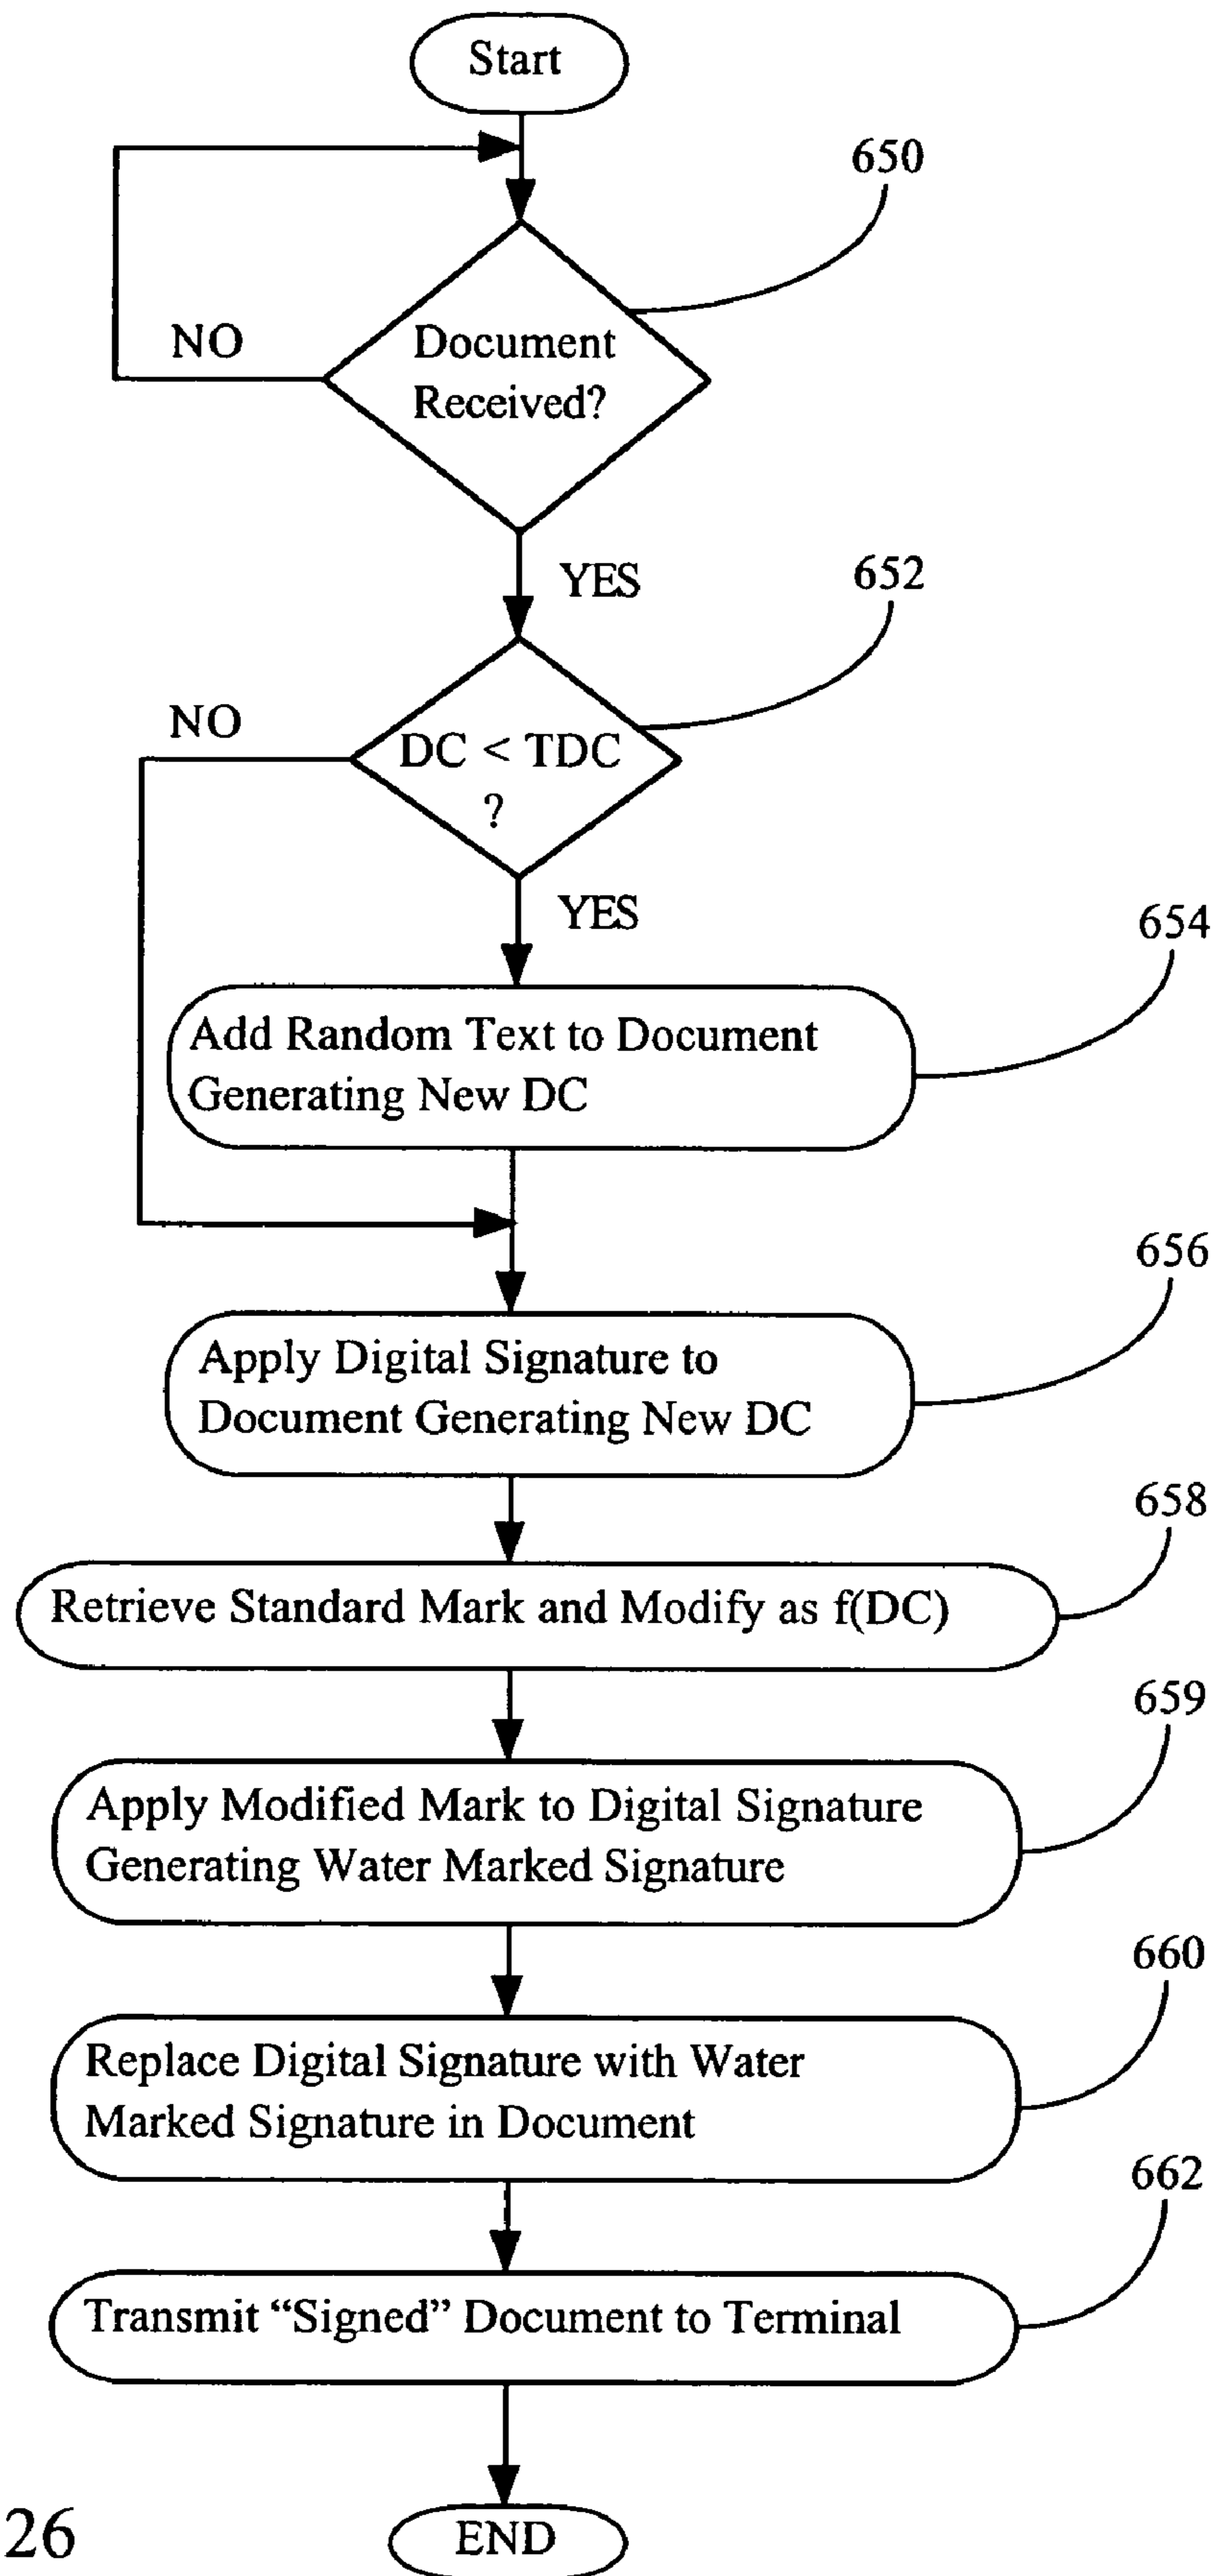 Start
650
Document
Received?
NO
YES
652
DC < TDC
?
NO
YES
654
Add Random Text to Document
Generating New DC
656
Apply Digital Signature to
Document Generating New DC
658
Retrieve Standard Mark and Modify as f(DC)
659
Apply Modified Mark to Digital Signature
Generating Water Marked Signature
660
Replace Digital Signature with Water
Marked Signature in Document
662
Transmit “Signed” Document to Terminal
END
26